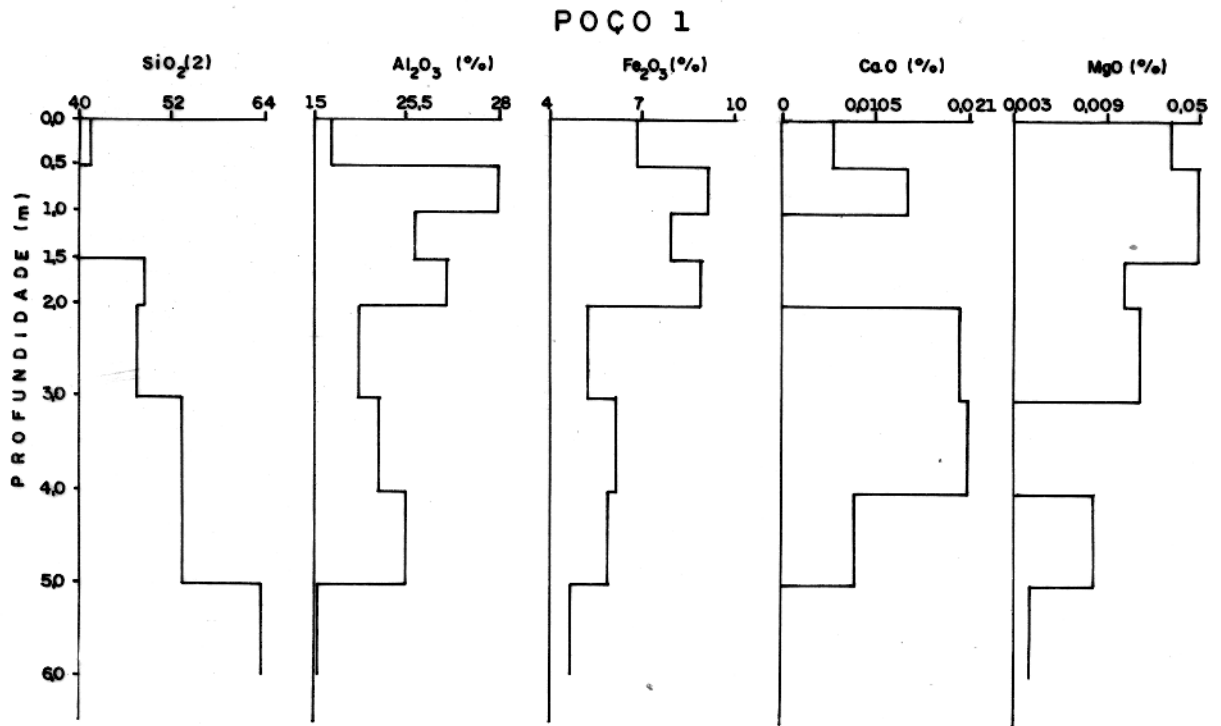 POÇO 1
SiO2(2) Al2O3 (%) Fe2O3(%) CaO (%) MgO (%)
40 52 64 15 25,5 28 4 7 10 0 0,0105 0,021 0,003 0,009 0,05
0,0
0,5
1,0
1,5
2,0
3,0
4,0
5,0
6,0
PROFUNDIDADE (m)